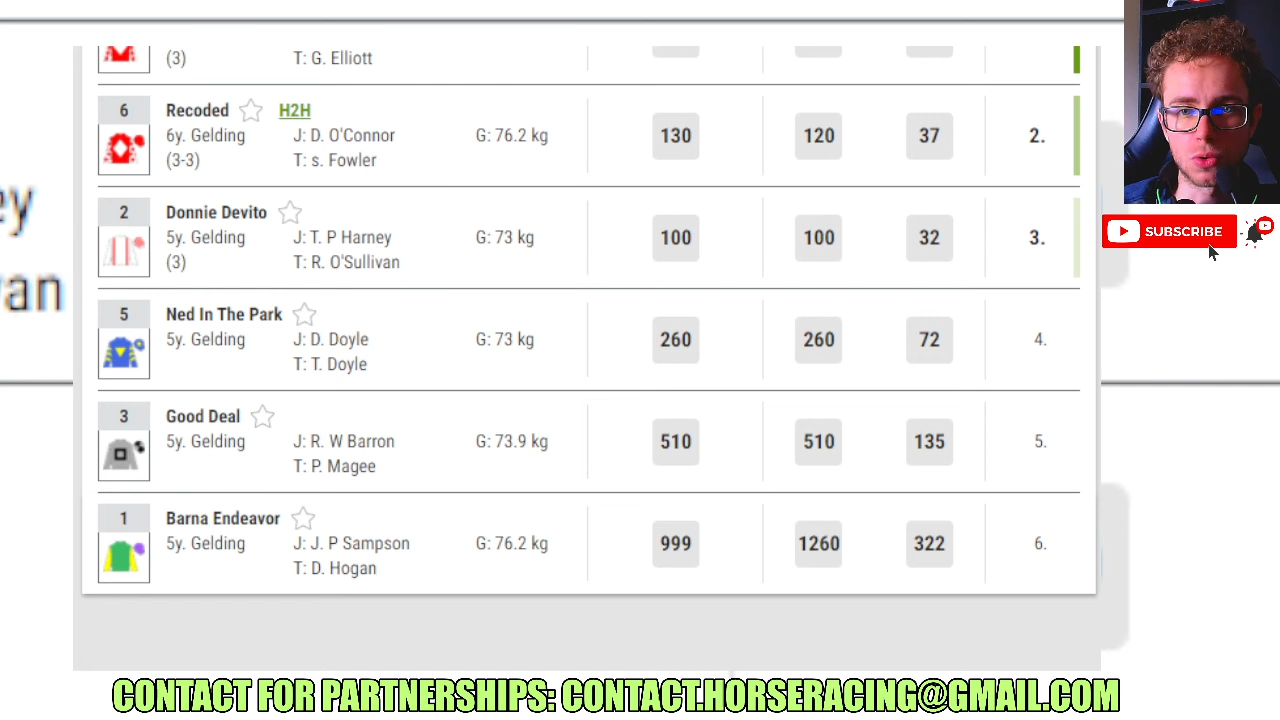 (3) T: G. Elliott
6 Recoded H2H
6y. Gelding J: D. O'Connor G: 76.2 kg 130 120 37 2.
(3-3) T: s. Fowler
2 Donnie Devito
5y. Gelding J: T. P Harney G: 73 kg 100 100 32 3.
(3) T: R. O'Sullivan
5 Ned In The Park
5y. Gelding J: D. Doyle G: 73 kg 260 260 72 4.
T: T. Doyle
3 Good Deal
5y. Gelding J: R. W Barron G: 73.9 kg 510 510 135 5.
T: P. Magee
1 Barna Endeavor
5y. Gelding J: J. P Sampson G: 76.2 kg 999 1260 322 6.
T: D. Hogan
SUBSCRIBE
CONTACT FOR PARTNERSHIPS: CONTACT.HORSERACING@GMAIL.COM